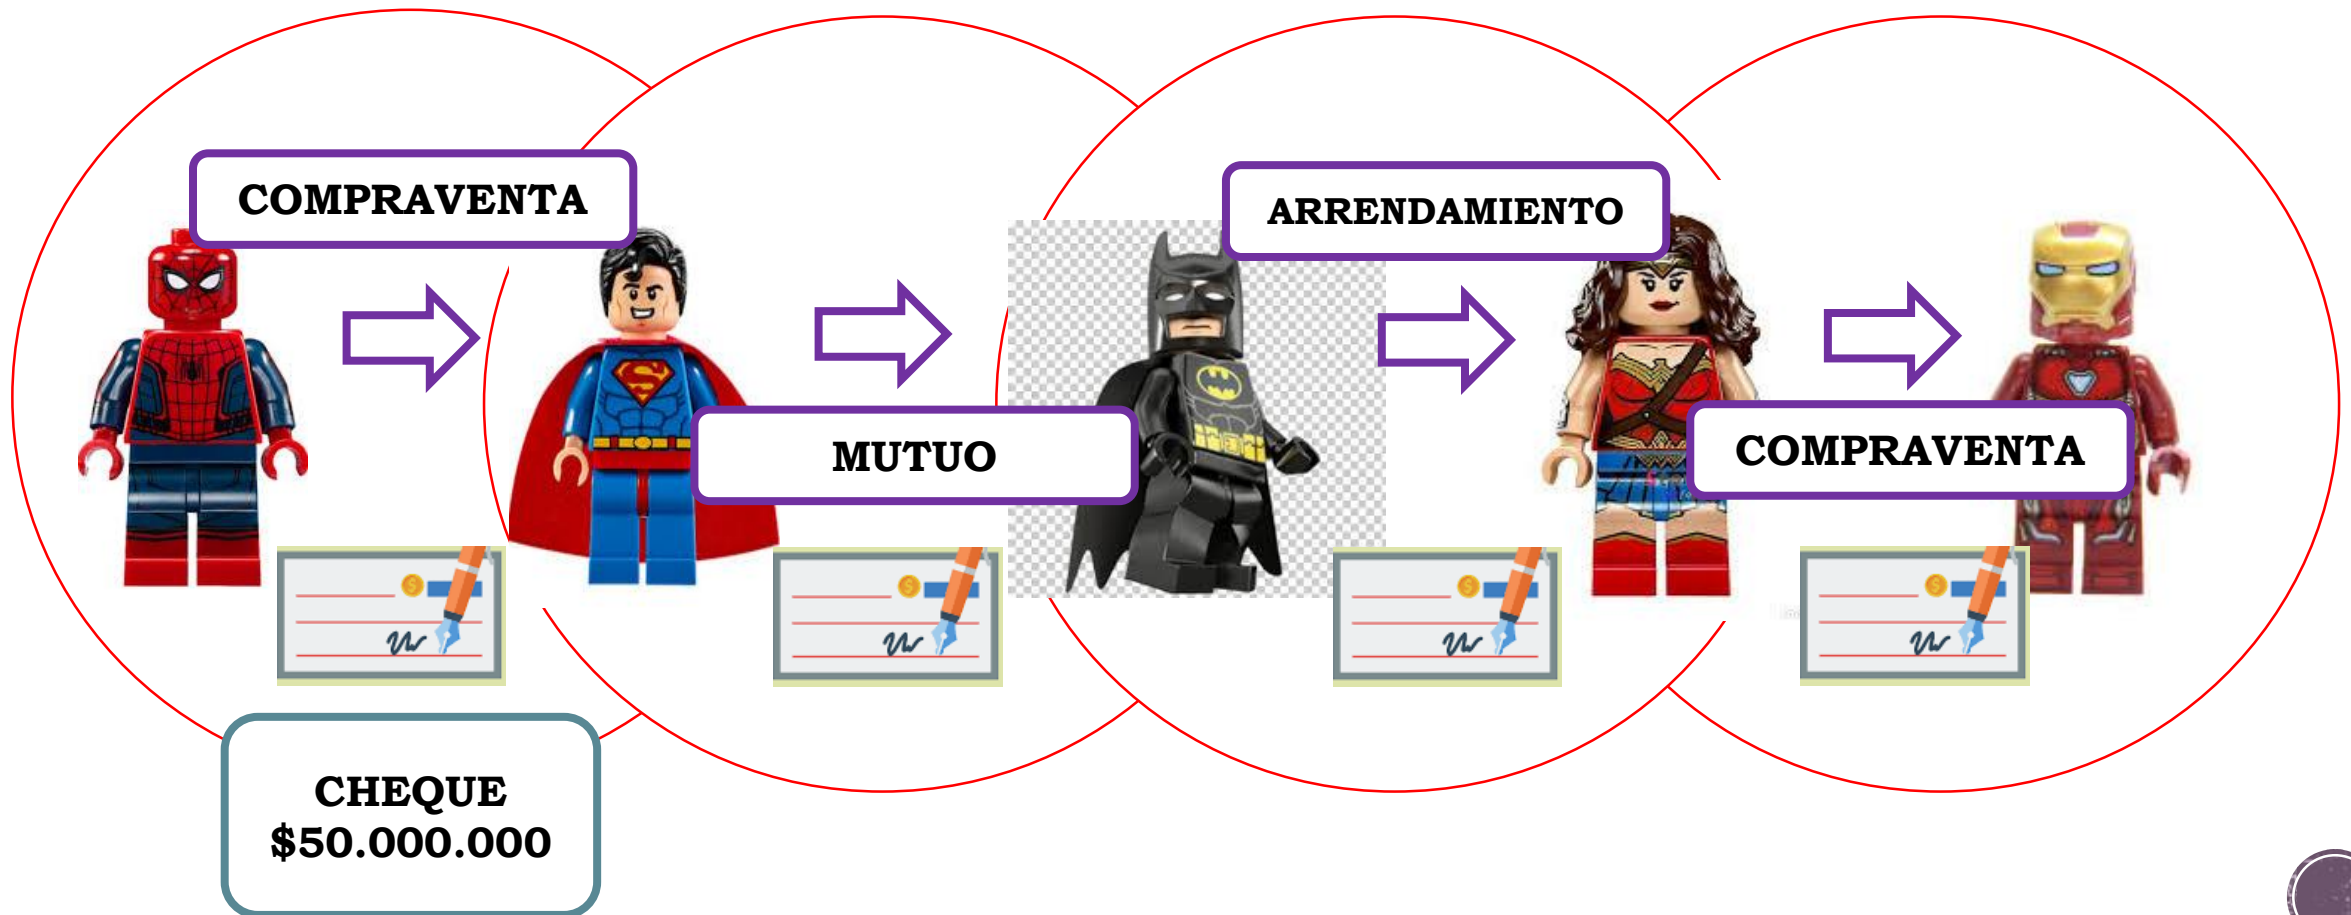 COMPRAVENTA
ARRENDAMIENTO
MUTUO
COMPRAVENTA
CHEQUE
$50.000.000